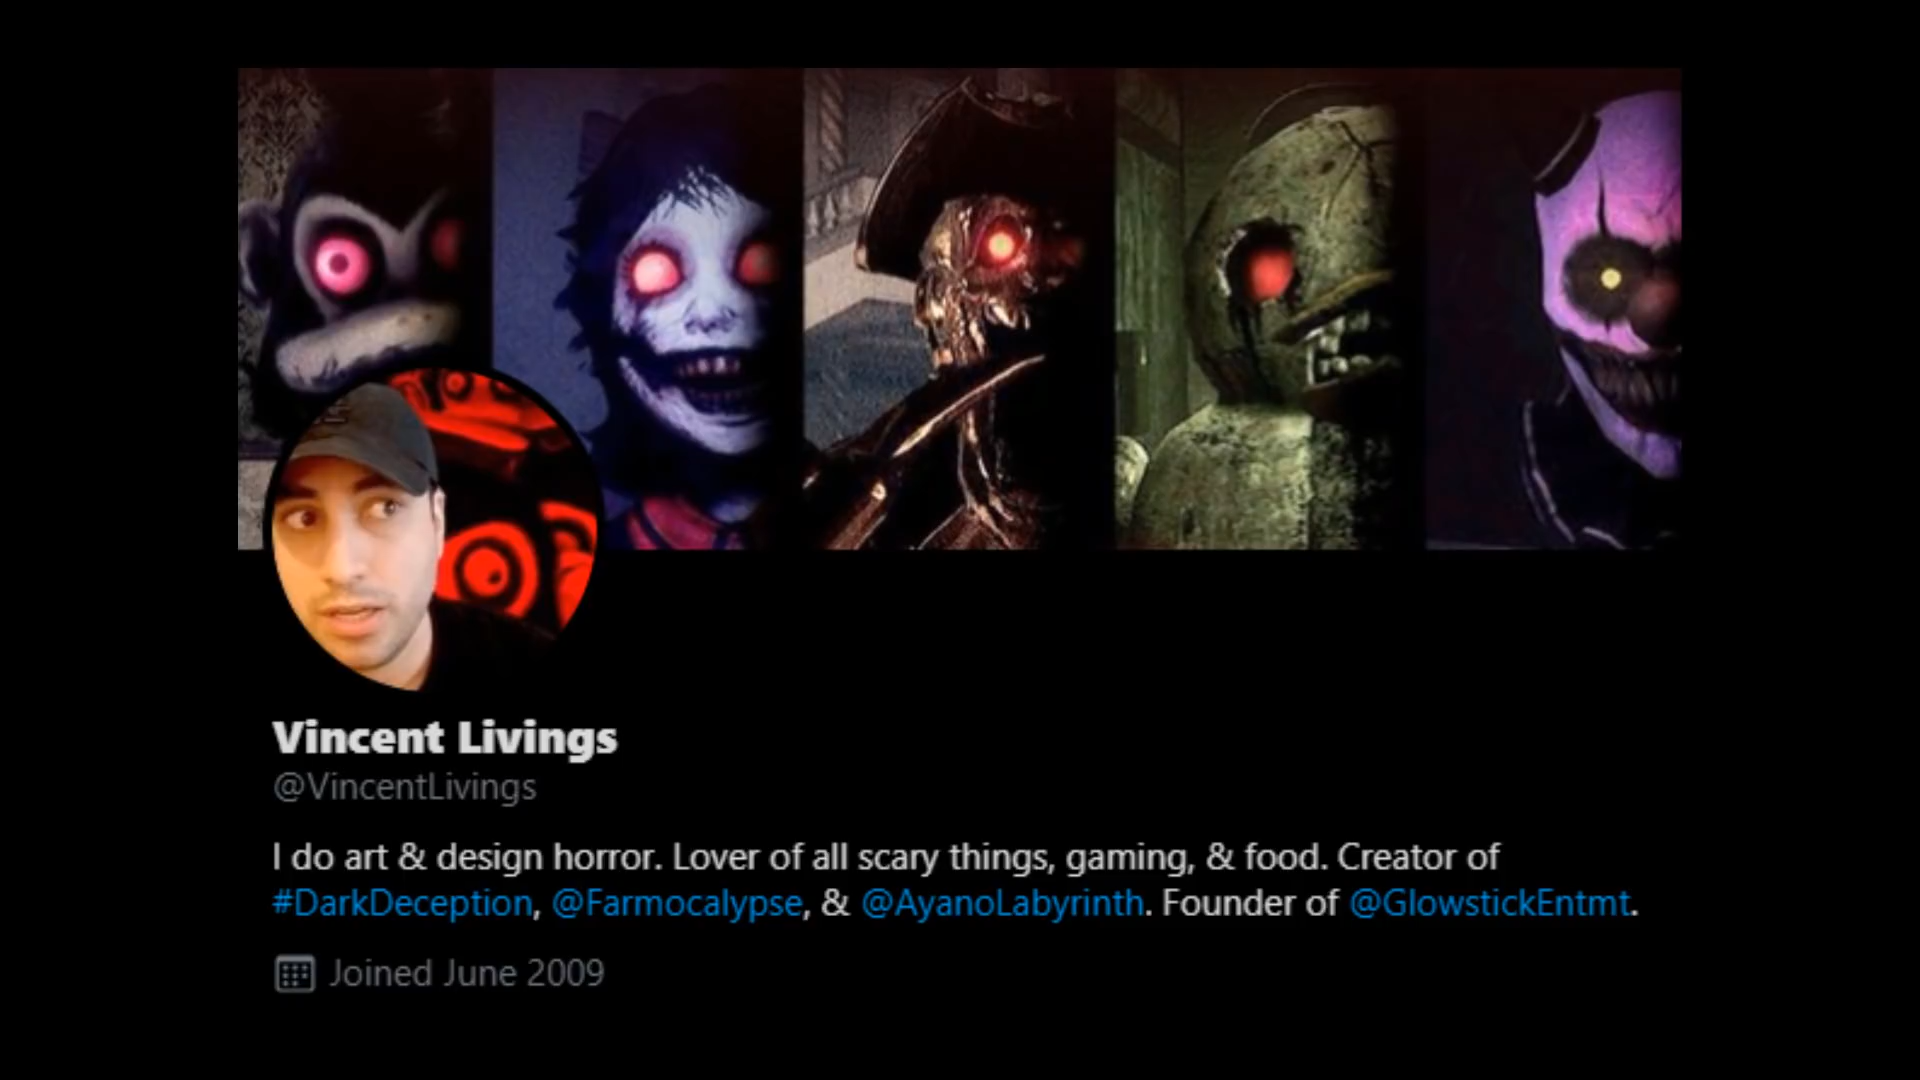 Vincent Livings
@VincentLivings
I do art & design horror. Lover of all scary things, gaming, & food. Creator of
#DarkDeception, @Farmocalypse, & @AyanoLabyrinth. Founder of @GlowstickEntmt.
Joined June 2009